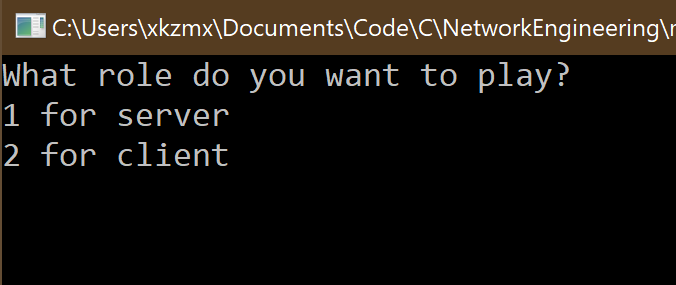 C:\Users\xkzmx\Documents\Code\C\NetworkEngineering\
What role do you want to play?
1 for server
2 for client